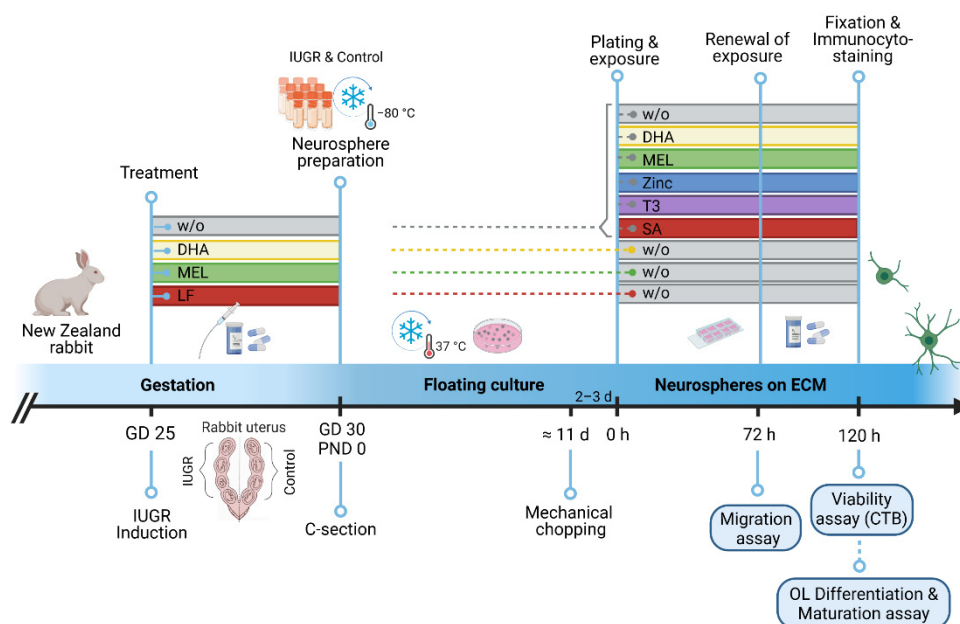 IUGR & Control
−80 °C
Neurosphere
preparation
Plating &
exposure
Renewal of
exposure
Fixation &
Immunocyto-
staining
Treatment
w/o
DHA
MEL
LF
w/o
DHA
MEL
Zinc
T3
SA
w/o
w/o
w/o
New Zealand
rabbit
37 °C
Gestation
Floating culture
Neurospheres on ECM
2–3 d
GD 25
Rabbit uterus
IUGR
Control
GD 30
PND 0
≈ 11 d
0 h
72 h
120 h
IUGR
Induction
C-section
Mechanical
chopping
Migration
assay
Viability
assay (CTB)
OL Differentiation &
Maturation assay